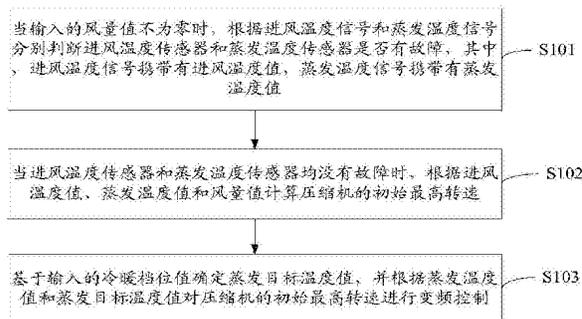 当输入的风量值不为零时，根据进风温度信号和蒸发温度信号
分别判断进风温度传感器和蒸发温度传感器是否有故障，其中
，进风温度信号携带有进风温度值，蒸发温度信号携带有蒸发
温度值
S101
当进风温度传感器和蒸发温度传感器均没有故障时，根据进风
温度值、蒸发温度值和风量值计算压缩机的初始最高转速
S102
基于输入的冷暖档位值确定蒸发目标温度值，并根据蒸发温度
值和蒸发目标温度值对压缩机的初始最高转速进行变频控制
S103